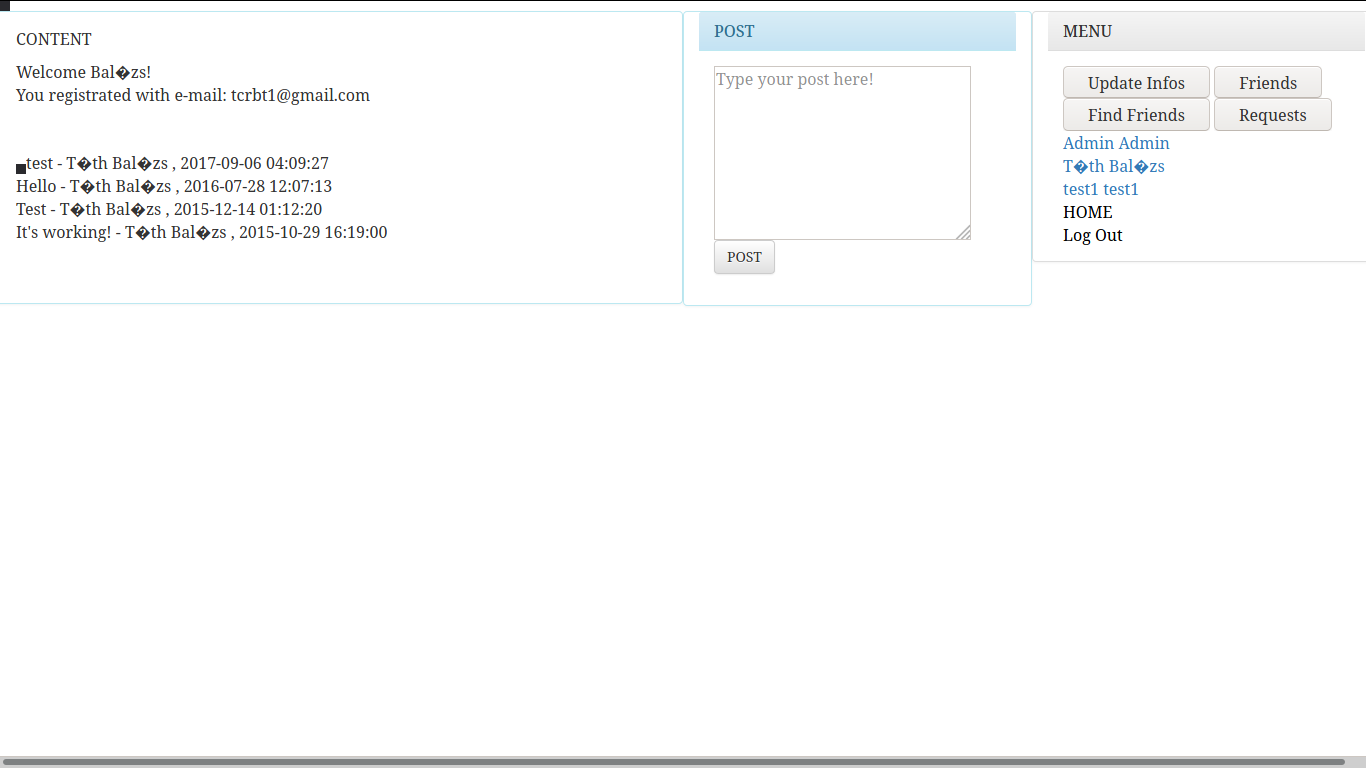 CONTENT
Welcome Bal�zs!
You registrated with e-mail: tcrbt1@gmail.com
test - T�th Bal�zs , 2017-09-06 04:09:27
Hello - T�th Bal�zs , 2016-07-28 12:07:13
Test - T�th Bal�zs , 2015-12-14 01:12:20
It's working! - T�th Bal�zs , 2015-10-29 16:19:00
POST
Type your post here!
POST
MENU
Update Infos
Friends
Find Friends
Requests
Admin Admin
T�th Bal�zs
test1 test1
HOME
Log Out